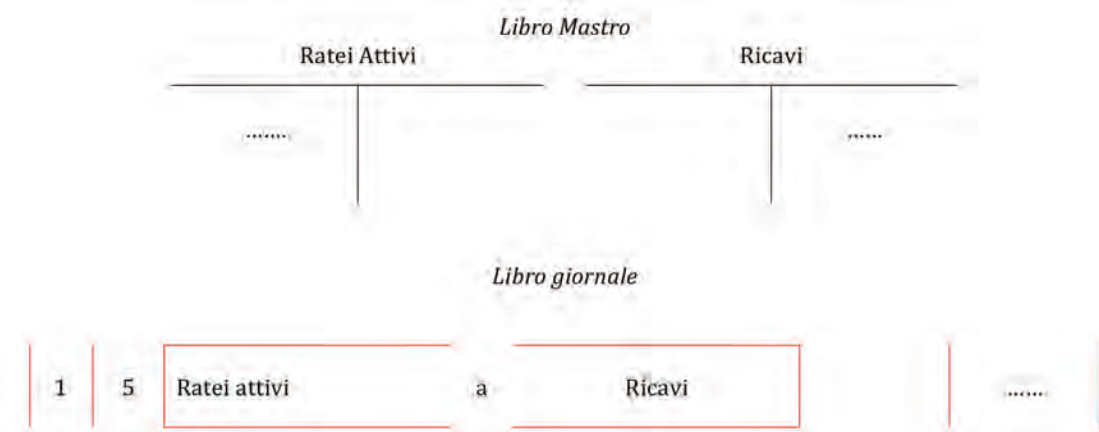 Libro Mastro
Ratei Attivi Ricavi
........ ......
Libro giornale
1 5 Ratei attivi a Ricavi .......